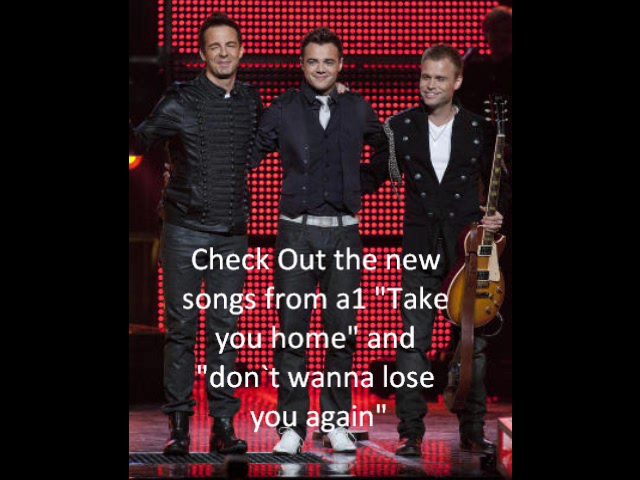 Check Out the new
songs from a1 "Take
you home" and
"don`t wanna lose
you again"